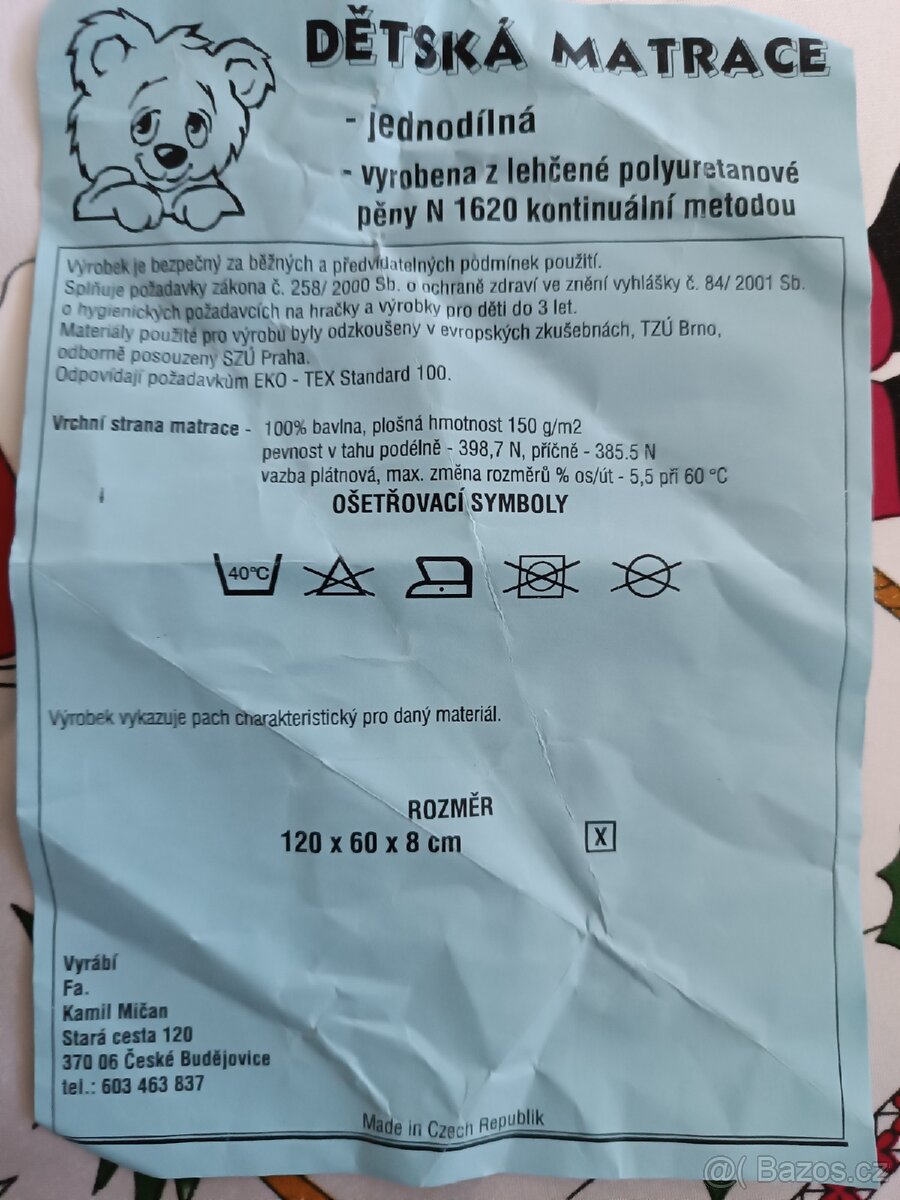 DĚTSKÁ MATRACE
- jednodílná
- vyrobena z lehčené polyuretanové
pěny N 1620 kontinuální metodou
Výrobek je bezpečný za běžných a předvídatelných podmínek použití.
Splňuje požadavky zákona č. 258/ 2000 Sb. o ochraně zdraví ve znění vyhlášky č. 84/ 2001 Sb.
o hygienických požadavcích na hračky a výrobky pro děti do 3 let.
Materiály použité pro výrobu byly odzkoušeny v evropských zkušebnách, TZÚ Brno,
odborně posouzeny SZÚ Praha.
Odpovídají požadavkům EKO - TEX Standard 100.
Vrchní strana matrace - 100% bavlna, plošná hmotnost 150 g/m2
pevnost v tahu podélně - 398,7 N, příčně - 385.5 N
vazba plátnová, max. změna rozměrů % os/út - 5,5 při 60 °C
OŠETŘOVACÍ SYMBOLY
40°C
Výrobek vykazuje pach charakteristický pro daný materiál.
ROZMĚR
120 x 60 x 8 cm X
Vyrábí
Fa.
Kamil Mičan
Stará cesta 120
370 06 České Budějovice
tel.: 603 463 837
Made in Czech Republik
@( Bazos.cz